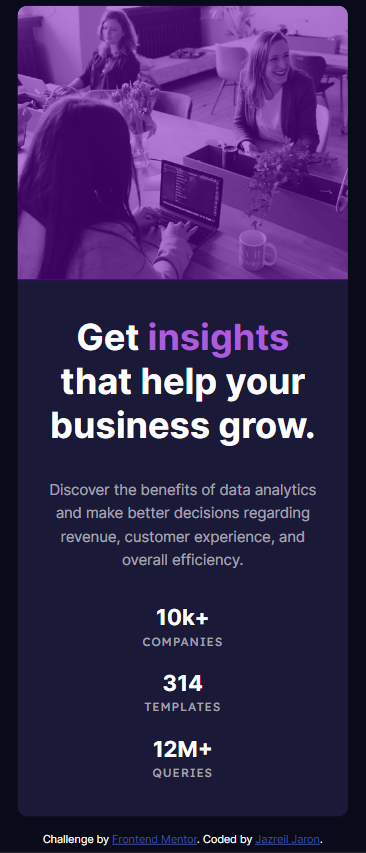 Get insights
that help your
business grow.
Discover the benefits of data analytics
and make better decisions regarding
revenue, customer experience, and
overall efficiency.
10k+
COMPANIES
314
TEMPLATES
12M+
QUERIES
Challenge by Frontend Mentor. Coded by Jazreil Jaron.